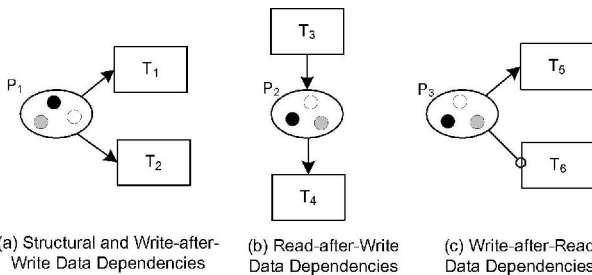 T3
P1
T1
P2
P3
T5
T2
T4
T6
(a) Structural and Write-after-
Write Data Dependencies
(b) Read-after-Write
Data Dependencies
(c) Write-after-Read
Data Dependencies